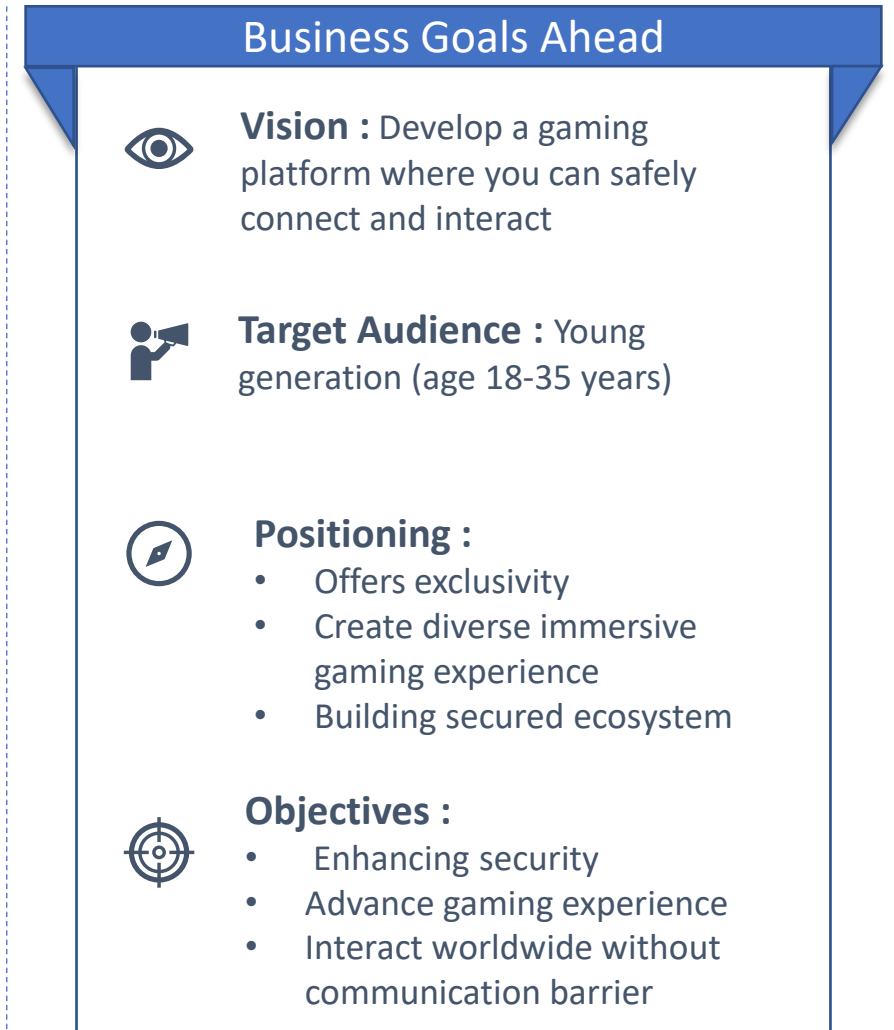 Business Goals Ahead
Vision : Develop a gaming
platform where you can safely
connect and interact
Target Audience : Young
generation (age 18-35 years)
Positioning :
• Offers exclusivity
• Create diverse immersive
gaming experience
• Building secured ecosystem
Objectives :
• Enhancing security
• Advance gaming experience
• Interact worldwide without
communication barrier